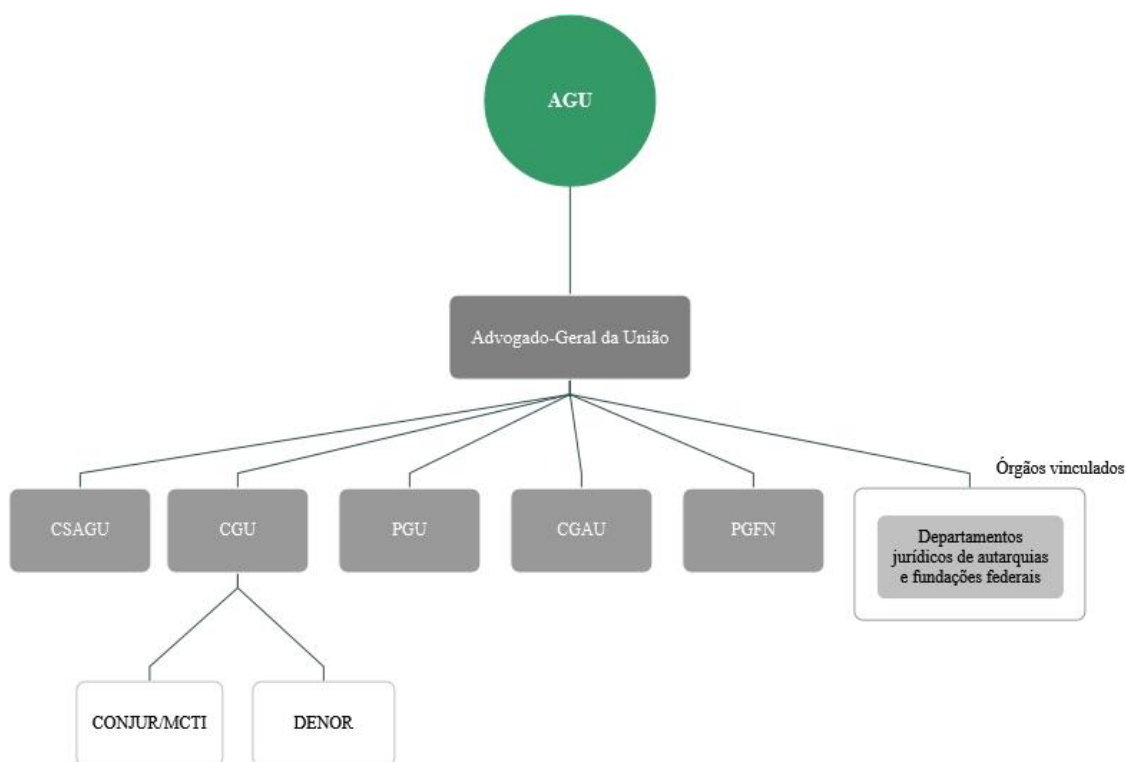 AGU
Advogado-Geral da União
Órgãos vinculados
CSAGU
CGU
PGU
CGAU
PGFN
Departamentos
jurídicos de autarquias
e fundações federais
CONJUR/MCTI
DENOR